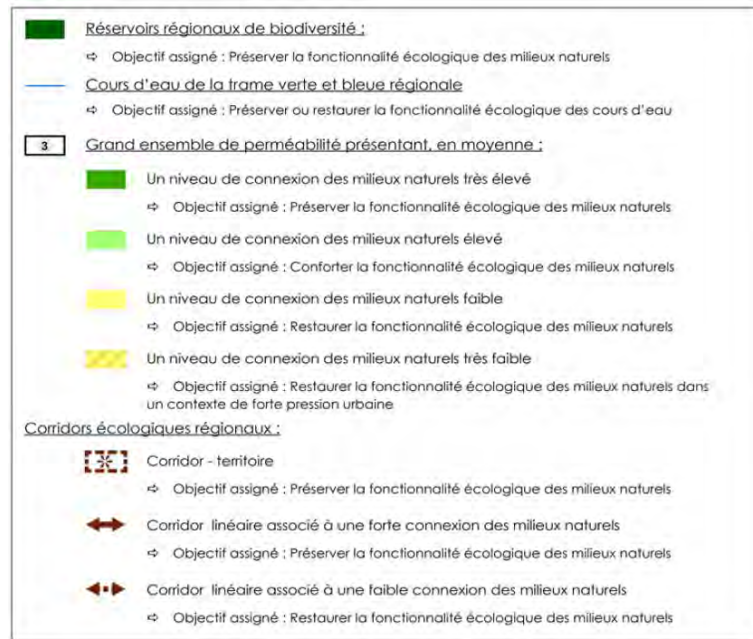 Réservoirs régionaux de biodiversité :
⇨ Objectif assigné : Préserver la fonctionnalité écologique des milieux naturels
Cours d'eau de la trame verte et bleue régionale
⇨ Objectif assigné : Préserver ou restaurer la fonctionnalité écologique des cours d'eau
3 Grand ensemble de perméabilité présentant, en moyenne :
Un niveau de connexion des milieux naturels très élevé
⇨ Objectif assigné : Préserver la fonctionnalité écologique des milieux naturels
Un niveau de connexion des milieux naturels élevé
⇨ Objectif assigné : Conforter la fonctionnalité écologique des milieux naturels
Un niveau de connexion des milieux naturels faible
⇨ Objectif assigné : Restaurer la fonctionnalité écologique des milieux naturels
Un niveau de connexion des milieux naturels très faible
⇨ Objectif assigné : Restaurer la fonctionnalité écologique des milieux naturels dans
un contexte de forte pression urbaine
Corridors écologiques régionaux :
Corridor - territoire
⇨ Objectif assigné : Préserver la fonctionnalité écologique des milieux naturels
Corridor linéaire associé à une forte connexion des milieux naturels
⇨ Objectif assigné : Préserver la fonctionnalité écologique des milieux naturels
Corridor linéaire associé à une faible connexion des milieux naturels
⇨ Objectif assigné : Restaurer la fonctionnalité écologique des milieux naturels